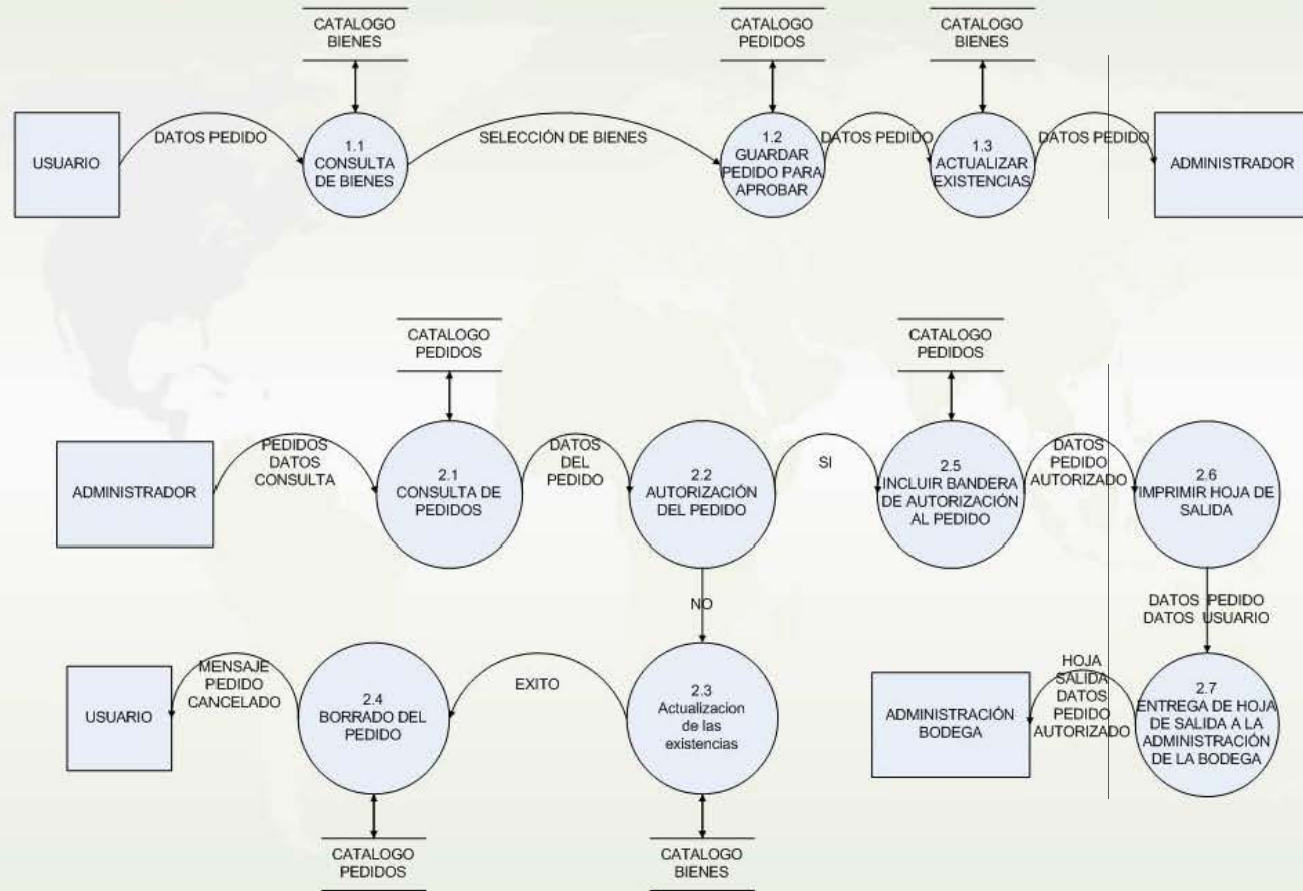 CATALOGO
BIENES
CATALOGO
PEDIDOS
CATALOGO
BIENES
USUARIO
DATOS PEDIDO
1.1
CONSULTA
DE BIENES
SELECCIÓN DE BIENES
1.2
GUARDAR
PEDIDO PARA
APROBAR
DATOS PEDIDO
1.3
ACTUALIZAR
EXISTENCIAS
DATOS PEDIDO
ADMINISTRADOR
CATALOGO
PEDIDOS
CATALOGO
PEDIDOS
ADMINISTRADOR
PEDIDOS
DATOS
CONSULTA
2.1
CONSULTA DE
PEDIDOS
DATOS
DEL
PEDIDO
2.2
AUTORIZACIÓN
DEL PEDIDO
SI
2.5
INCLUIR BANDERA
DE AUTORIZACIÓN
AL PEDIDO
DATOS
PEDIDO
AUTORIZADO
2.6
IMPRIMIR HOJA DE
SALIDA
NO
DATOS PEDIDO
DATOS USUARIO
USUARIO
MENSAJE
PEDIDO
CANCELADO
2.4
BORRADO DEL
PEDIDO
EXITO
2.3
Actualizacion
de las
existencias
ADMINISTRACIÓN
BODEGA
HOJA
SALIDA
DATOS
PEDIDO
AUTORIZADO
2.7
ENTREGA DE HOJA
DE SALIDA A LA
ADMINISTRACIÓN
DE LA BODEGA
CATALOGO
PEDIDOS
CATALOGO
BIENES